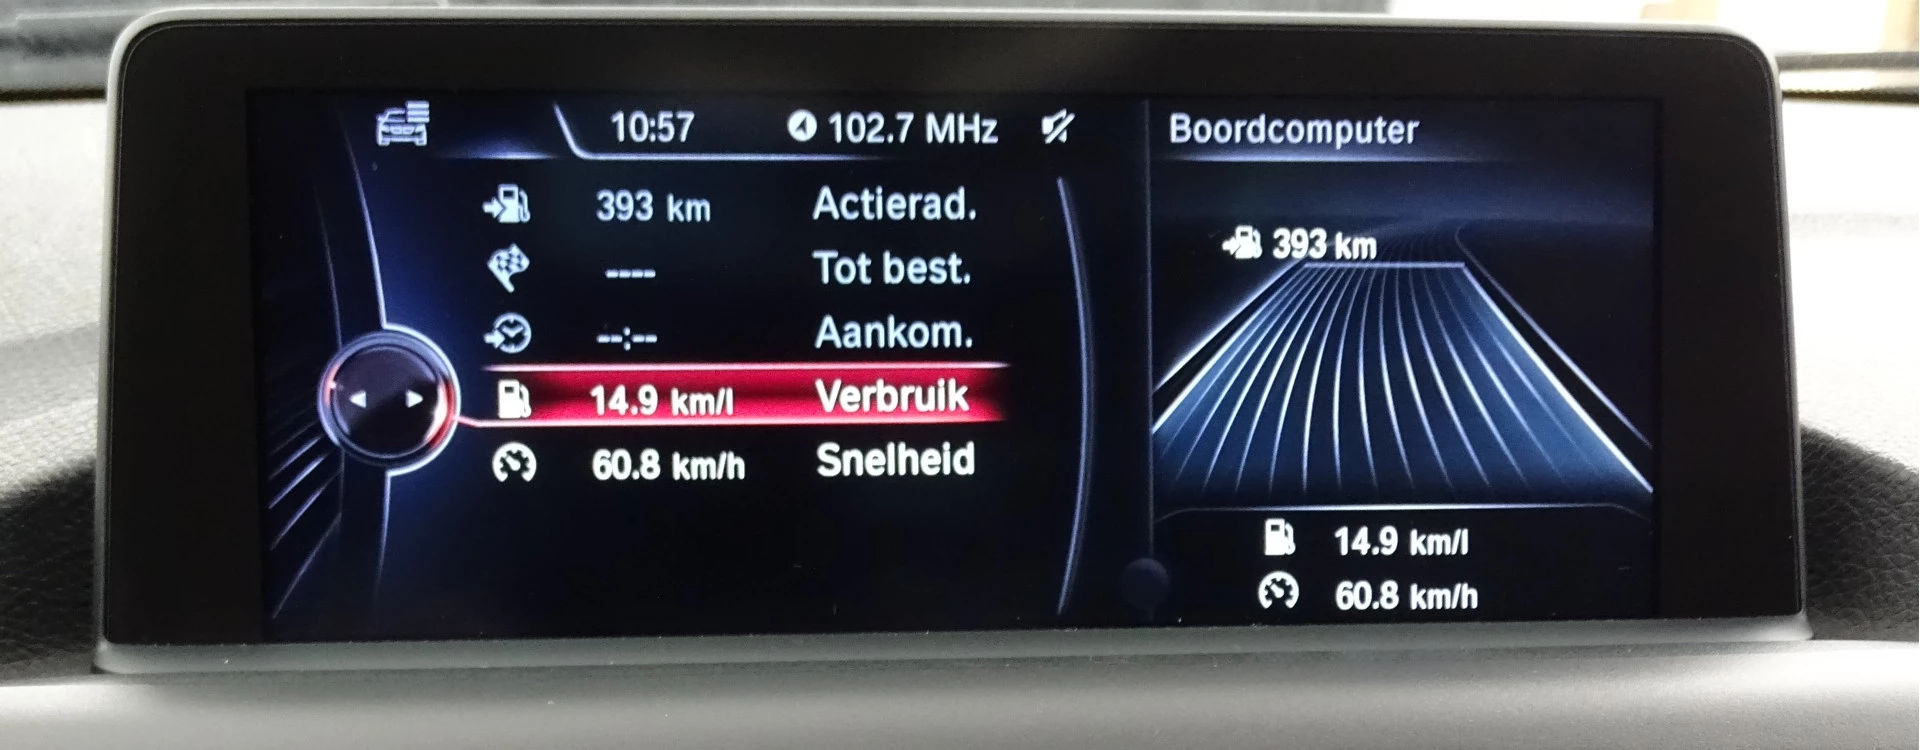 10:57 102.7 MHz Boordcomputer
393 km Actierad.
---- Tot best.
--:-- Aankom.
14.9 km/l Verbruik
60.8 km/h Snelheid
393 km
14.9 km/l
60.8 km/h